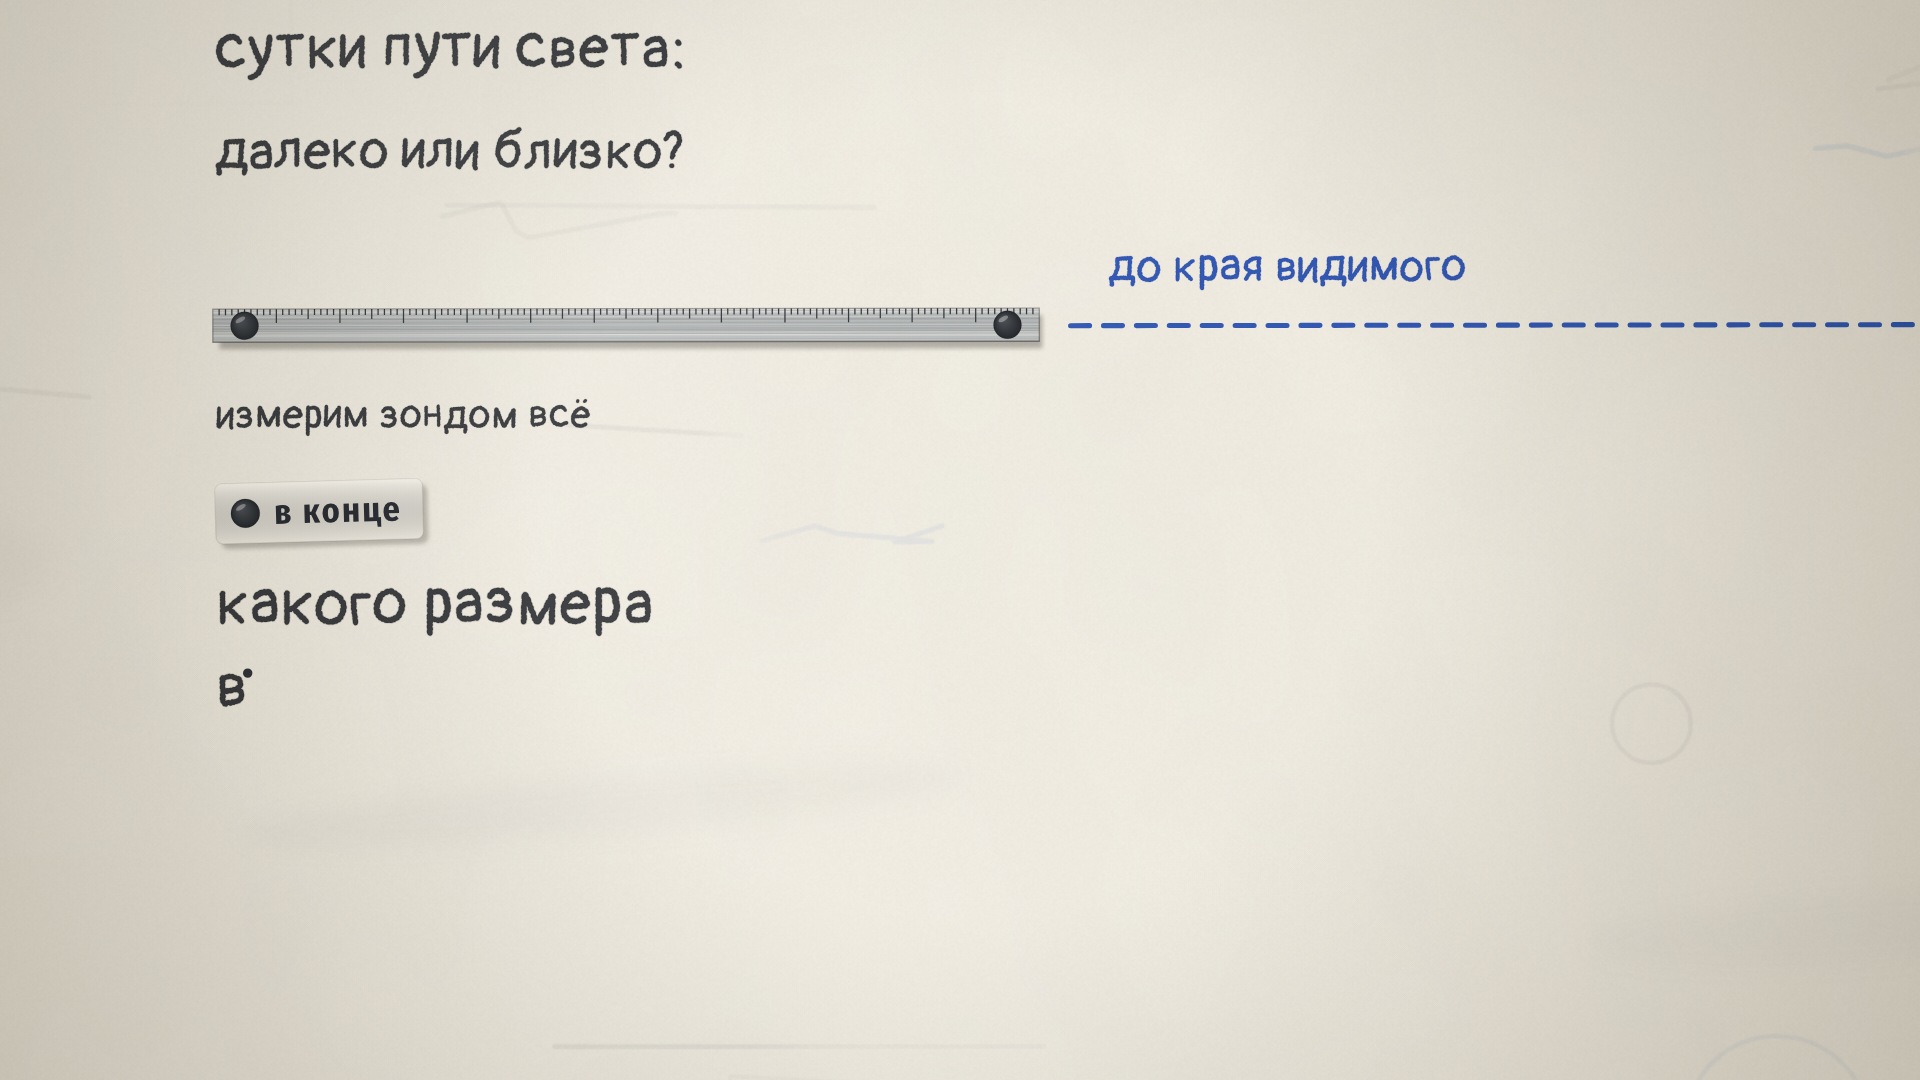 сутки пути света:
далеко или близко?
до края видимого
измерим зондом всё
в конце
какого размера
в